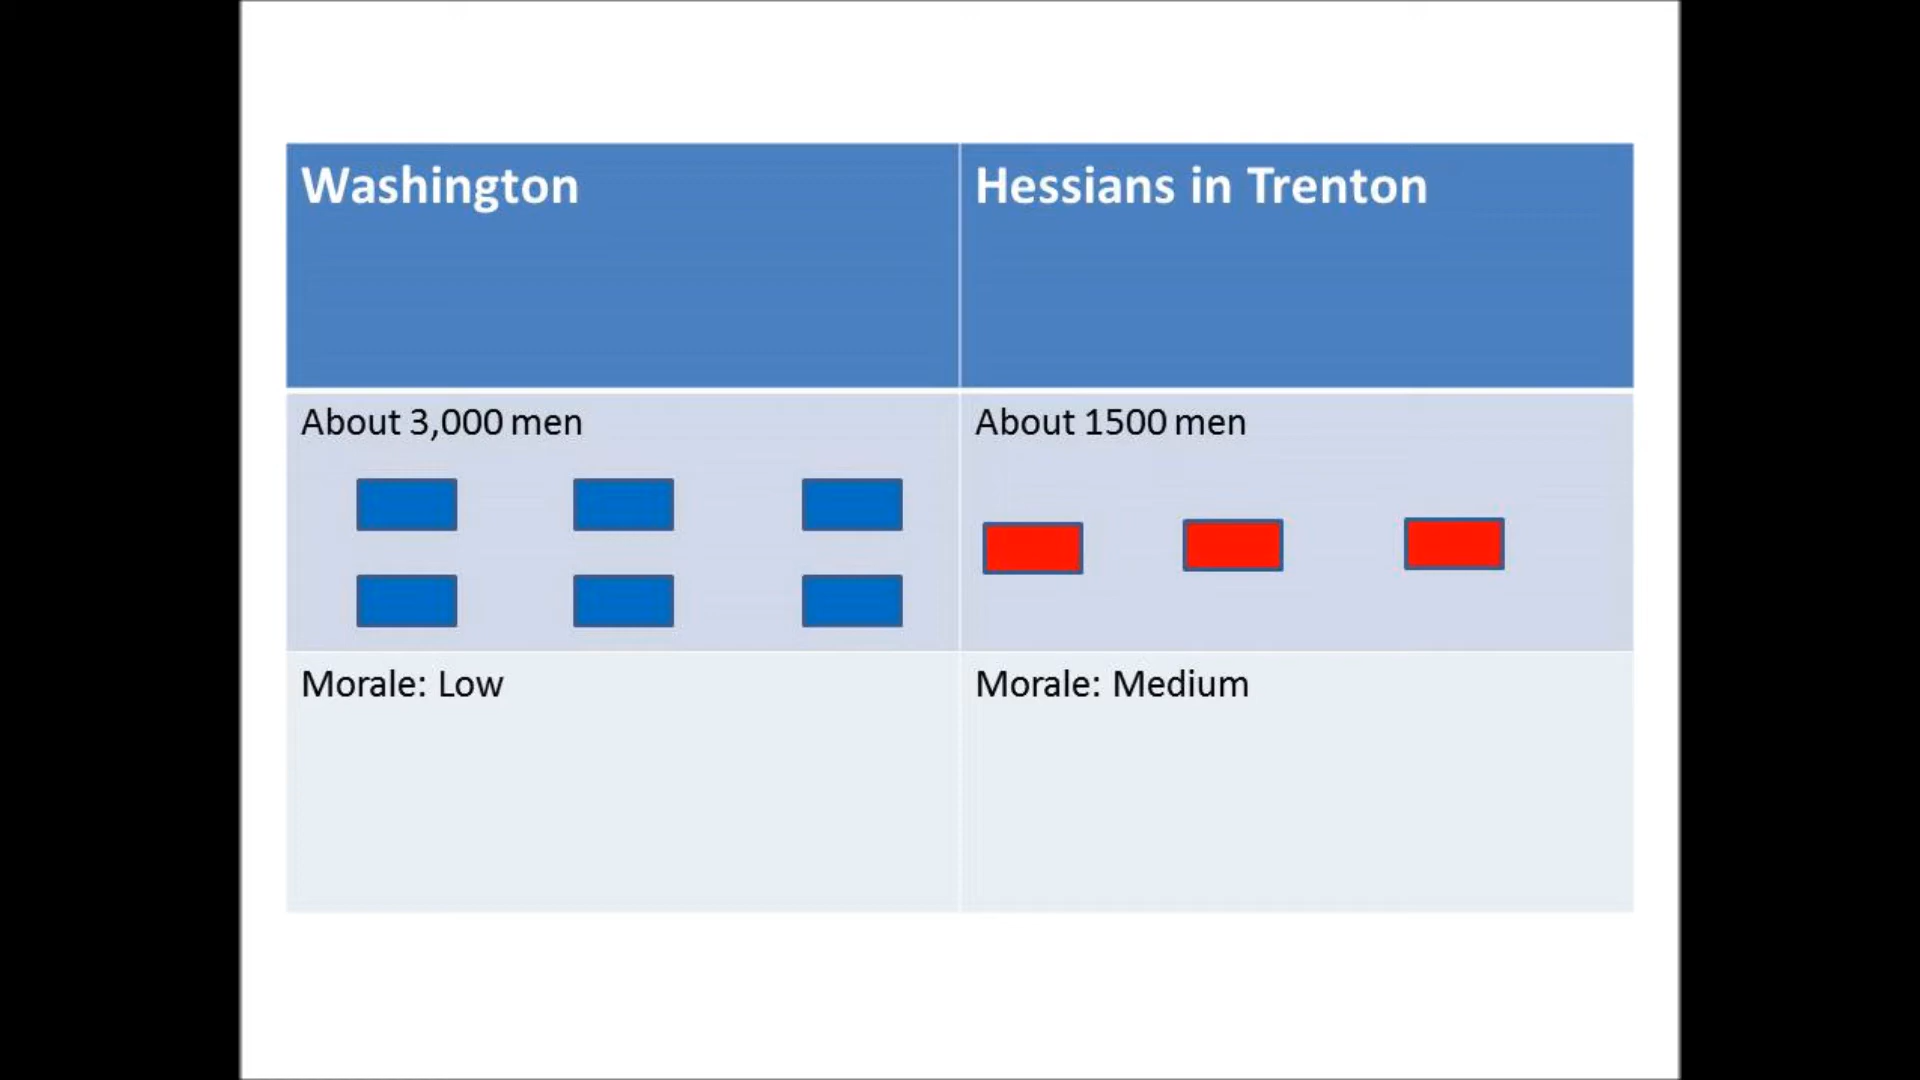 Washington
Hessians in Trenton
About 3,000 men
About 1500 men
Morale: Low
Morale: Medium